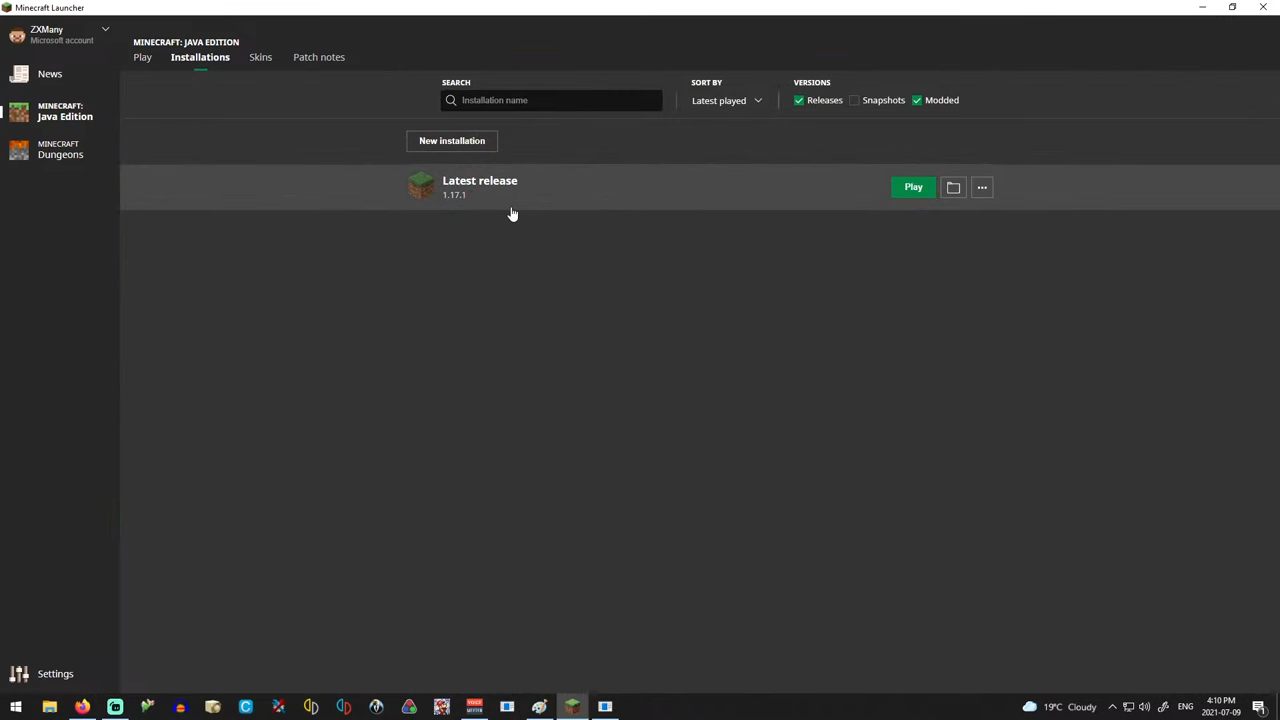 Minecraft Launcher
ZXMany
Microsoft account
News
MINECRAFT:
Java Edition
MINECRAFT
Dungeons
Settings
MINECRAFT: JAVA EDITION
Play Installations Skins Patch notes
SEARCH SORT BY VERSIONS
Installation name Latest played Releases Snapshots Modded
New installation
Latest release
1.17.1
Play
19°C Cloudy ENG
4:10 PM
2021-07-09